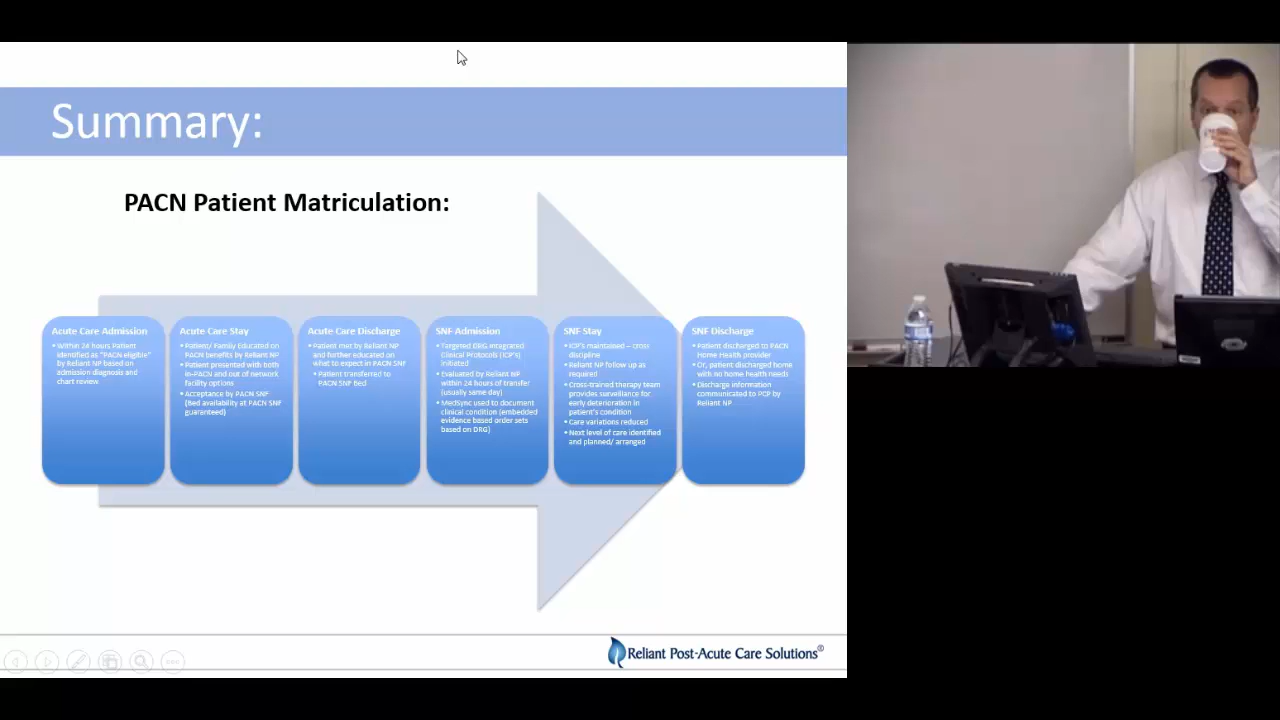 Summary:
PACN Patient Matriculation:
Acute Care Admission
• Within 24 hours Patient
identified as "PACN eligible"
by Reliant NP based on
admission diagnosis and
chart review
Acute Care Stay
• Patient/ Family Educated on
PACN benefits by Reliant NP
• Patient presented with both
in-PACN and out of network
facility options
• Acceptance by PACN SNF
(Bed availability at PACN SNF
guaranteed)
Acute Care Discharge
• Patient met by Reliant NP
and further educated on
what to expect in PACN SNF
• Patient transferred to
PACN SNF bed
SNF Admission
• Targeted DRG Integrated
Clinical Protocols (ICP's)
initiated
• Evaluated by Reliant NP
within 24 hours of transfer
(usually same day)
• MedSync used to document
clinical condition (embedded
evidence based order sets
based on DRG)
SNF Stay
• ICP's maintained – cross
discipline
• Reliant NP follow up as
required
• Cross-trained therapy team
provides surveillance for
early deterioration in
patient's condition
• Care variations reduced
• Next level of care identified
and planned/ arranged
SNF Discharge
• Patient discharged to PACN
Home Health provider
• Or, patient discharged home
with no home health needs
• Discharge information
communicated to PCP by
Reliant NP
Reliant Post-Acute Care Solutions®